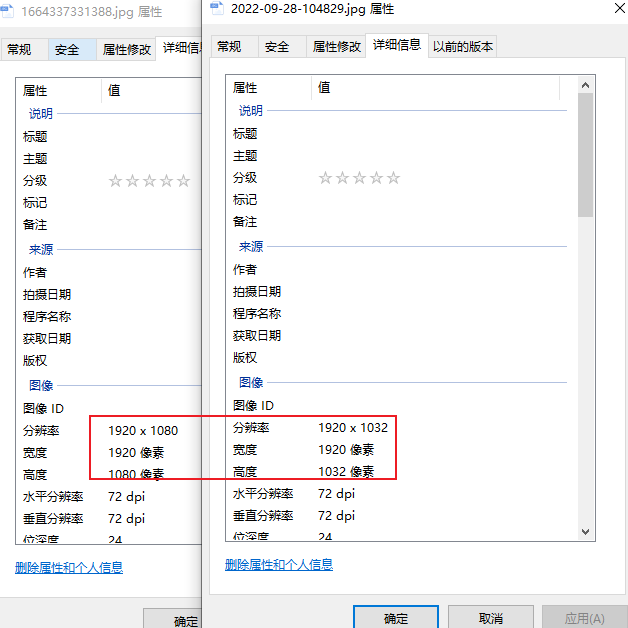 1664337331388.jpg 属性
常规 安全 属性修改 详细信息
属性 值
说明
标题
主题
分级
标记
备注
来源
作者
拍摄日期
程序名称
获取日期
版权
图像
图像 ID
分辨率 1920 x 1080
宽度 1920 像素
高度 1080 像素
水平分辨率 72 dpi
垂直分辨率 72 dpi
位深度 24
删除属性和个人信息
确定
2022-09-28-104829.jpg 属性
常规 安全 属性修改 详细信息 以前的版本
属性 值
说明
标题
主题
分级
标记
备注
来源
作者
拍摄日期
程序名称
获取日期
版权
图像
图像 ID
分辨率 1920 x 1032
宽度 1920 像素
高度 1032 像素
水平分辨率 72 dpi
垂直分辨率 72 dpi
位深度 24
删除属性和个人信息
确定 取消 应用(A)